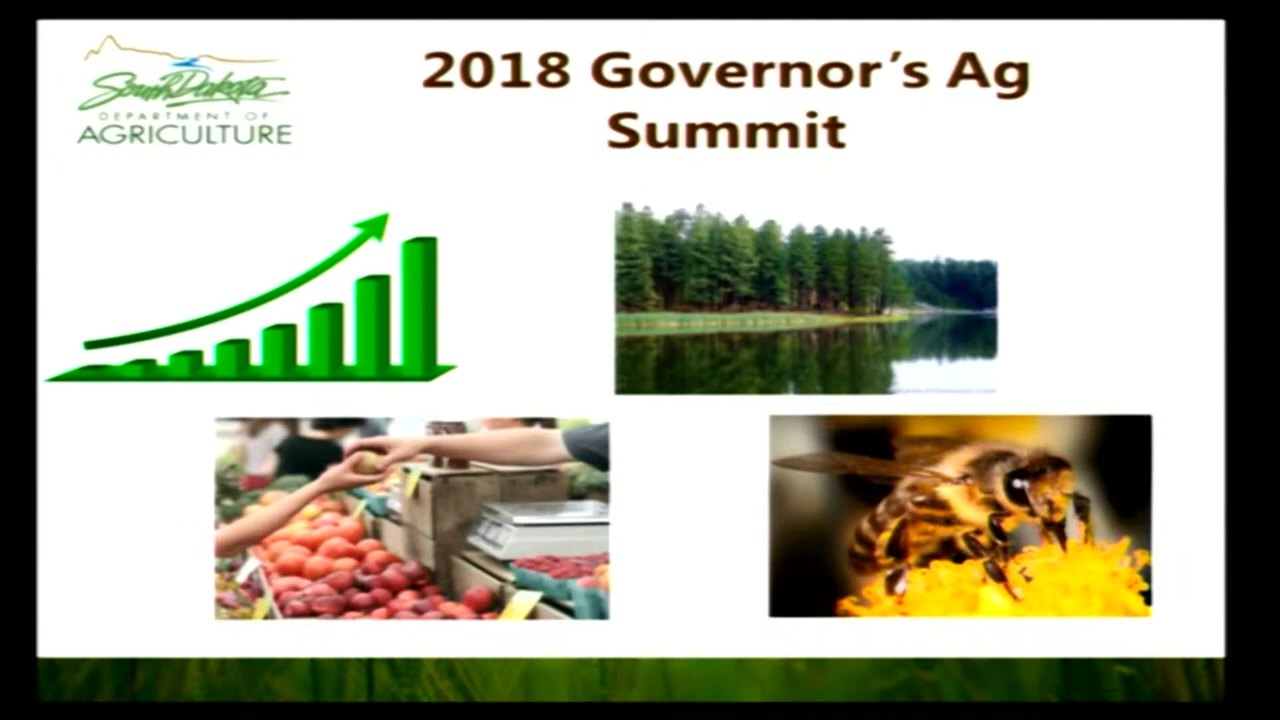 South Dakota
DEPARTMENT OF
AGRICULTURE
2018 Governor's Ag
Summit